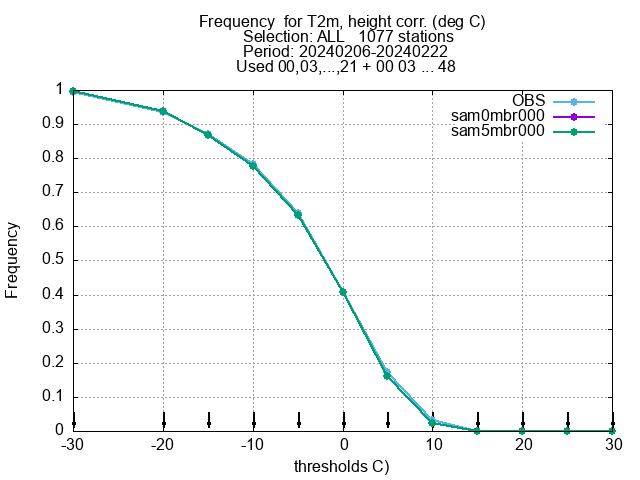 Frequency  for T2m, height corr. (deg C)
Selection: ALL   1077 stations
Period: 20240206-20240222
Used 00,03,...,21 + 00 03 ... 48
OBS
sam0mbr000
sam5mbr000
Frequency
1
0.9
0.8
0.7
0.6
0.5
0.4
0.3
0.2
0.1
0
-30
-20
-10
0
10
20
30
thresholds C)